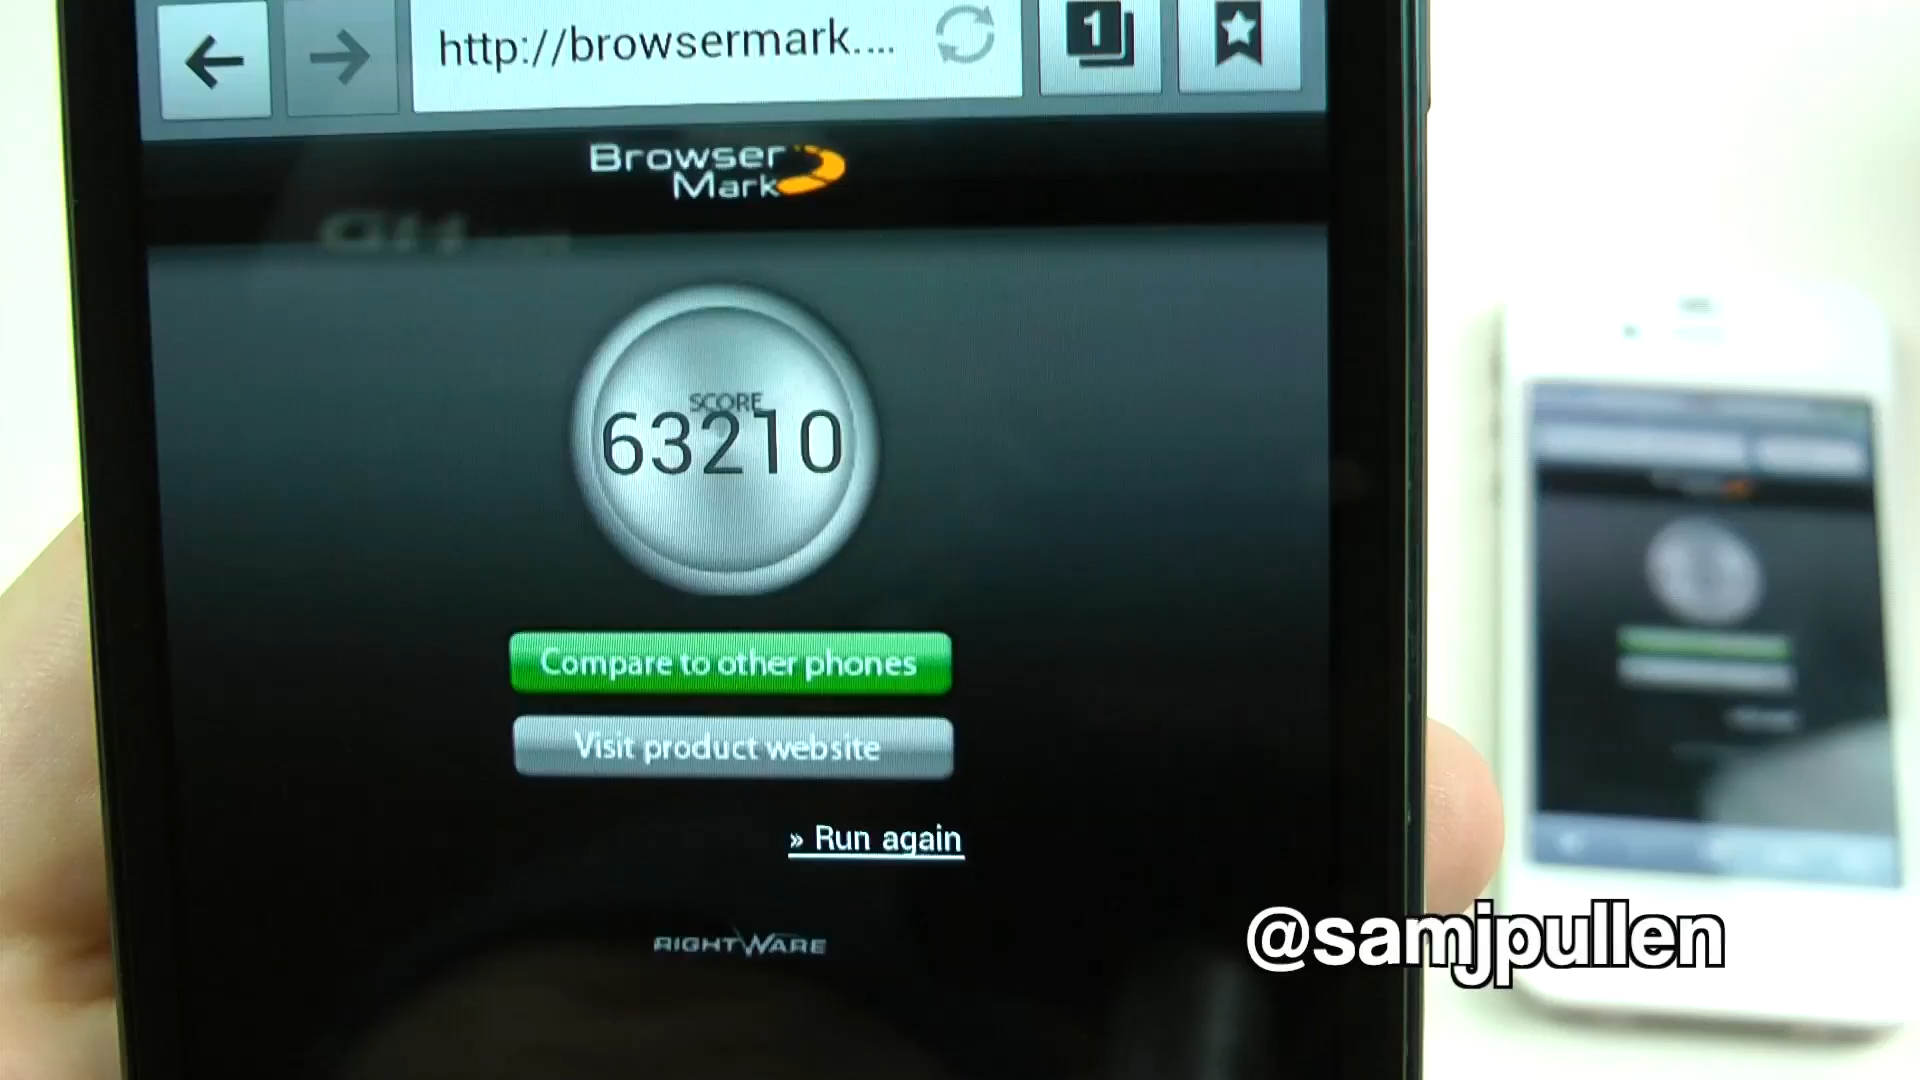 http://browsermark....
1
Browser
Mark
SCORE
63210
Compare to other phones
Visit product website
» Run again
RIGHTWARE
@samjpullen